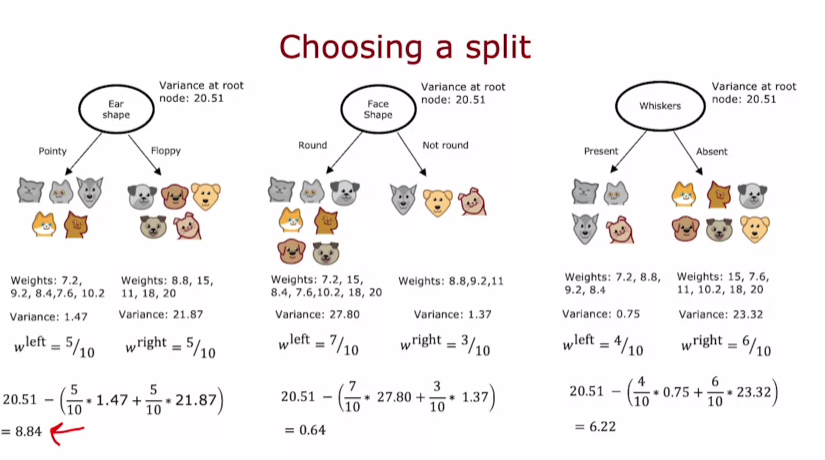 Choosing a split
Ear
shape
Variance at root
node: 20.51
Pointy
Floppy
Weights: 7.2,
9.2, 8.4,7.6, 10.2
Variance: 1.47
w^left = 5/10
Weights: 8.8, 15,
11, 18, 20
Variance: 21.87
w^right = 5/10
20.51 − (5/10 * 1.47 + 5/10 * 21.87)
= 8.84
Face
Shape
Variance at root
node: 20.51
Round
Not round
Weights: 7.2, 15,
8.4, 7.6,10.2, 18, 20
Variance: 27.80
w^left = 7/10
Weights: 8.8,9.2,11
Variance: 1.37
w^right = 3/10
20.51 − (7/10 * 27.80 + 3/10 * 1.37)
= 0.64
Whiskers
Variance at root
node: 20.51
Present
Absent
Weights: 7.2, 8.8,
9.2, 8.4
Variance: 0.75
w^left = 4/10
Weights: 15, 7.6,
11, 10.2, 18, 20
Variance: 23.32
w^right = 6/10
20.51 − (4/10 * 0.75 + 6/10 * 23.32)
= 6.22